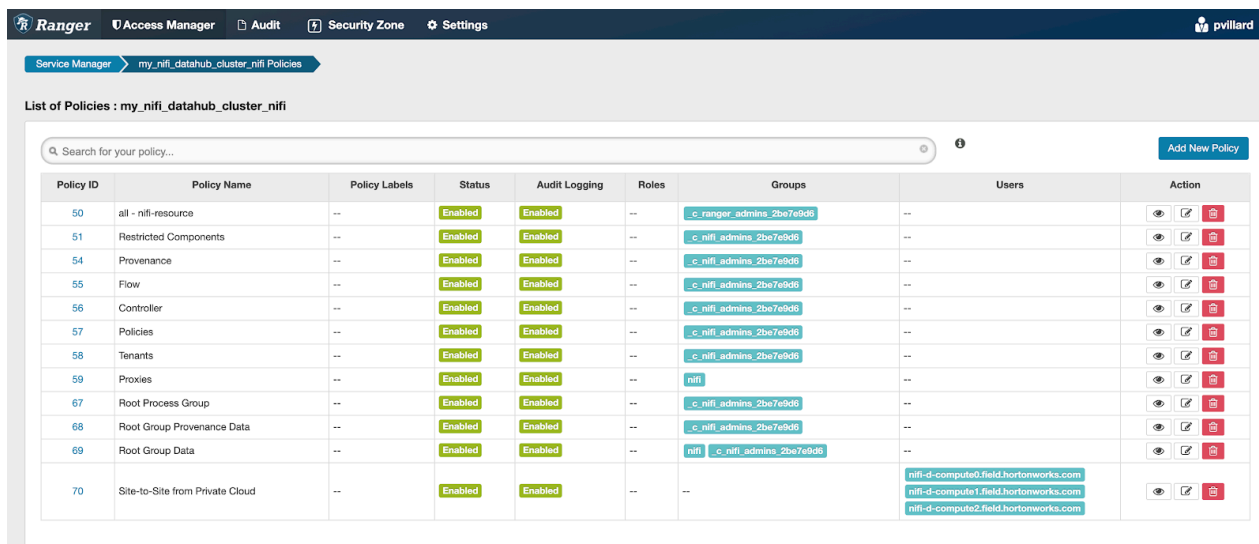 Ranger Access Manager Audit Security Zone Settings pvillard
Service Manager my_nifi_datahub_cluster_nifi Policies
List of Policies : my_nifi_datahub_cluster_nifi
Search for your policy... Add New Policy
Policy ID Policy Name Policy Labels Status Audit Logging Roles Groups Users Action
50 all - nifi-resource -- Enabled Enabled -- _c_ranger_admins_2be7e9d6 --
51 Restricted Components -- Enabled Enabled -- _c_nifi_admins_2be7e9d6 --
54 Provenance -- Enabled Enabled -- _c_nifi_admins_2be7e9d6 --
55 Flow -- Enabled Enabled -- _c_nifi_admins_2be7e9d6 --
56 Controller -- Enabled Enabled -- _c_nifi_admins_2be7e9d6 --
57 Policies -- Enabled Enabled -- _c_nifi_admins_2be7e9d6 --
58 Tenants -- Enabled Enabled -- _c_nifi_admins_2be7e9d6 --
59 Proxies -- Enabled Enabled -- nifi --
67 Root Process Group -- Enabled Enabled -- _c_nifi_admins_2be7e9d6 --
68 Root Group Provenance Data -- Enabled Enabled -- _c_nifi_admins_2be7e9d6 --
69 Root Group Data -- Enabled Enabled -- nifi _c_nifi_admins_2be7e9d6 --
nifi-d-compute0.field.hortonworks.com
70 Site-to-Site from Private Cloud -- Enabled Enabled -- -- nifi-d-compute1.field.hortonworks.com
nifi-d-compute2.field.hortonworks.com